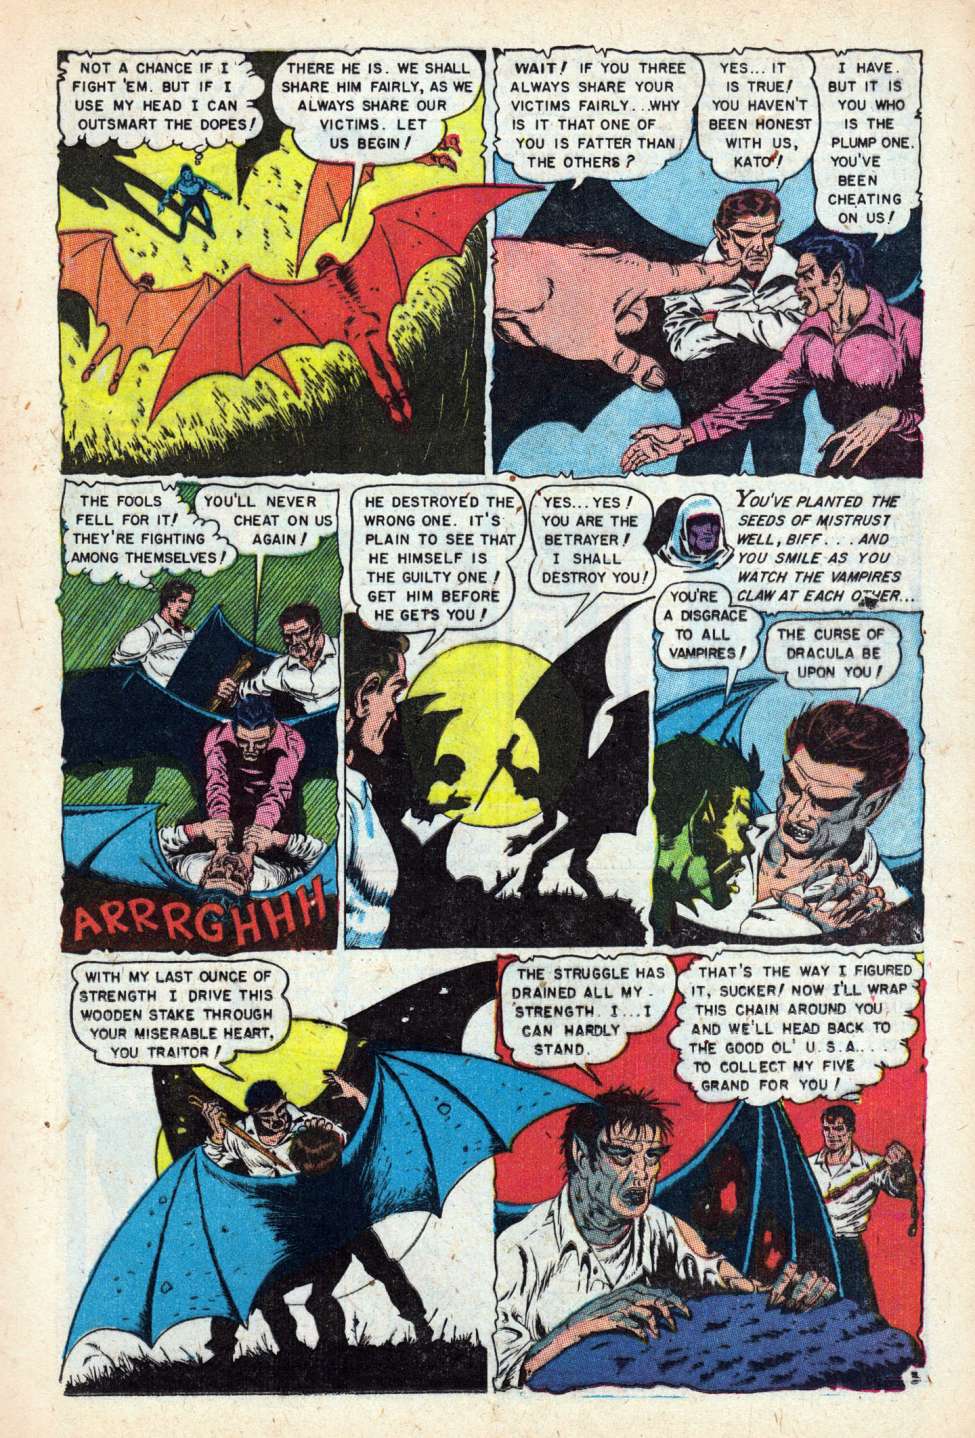 NOT A CHANCE IF I
FIGHT 'EM. BUT IF I
USE MY HEAD I CAN
OUTSMART THE DOPES!
THERE HE IS. WE SHALL
SHARE HIM FAIRLY, AS WE
ALWAYS SHARE OUR
VICTIMS. LET
US BEGIN!
WAIT! IF YOU THREE
ALWAYS SHARE YOUR
VICTIMS FAIRLY...WHY
IS IT THAT ONE OF
YOU IS FATTER THAN
THE OTHERS?
YES...IT
IS TRUE!
YOU HAVEN'T
BEEN HONEST
WITH US,
KATO!
I HAVE.
BUT IT IS
YOU WHO
IS THE
PLUMP ONE.
YOU'VE
BEEN
CHEATING
ON US!
THE FOOLS
FELL FOR IT!
THEY'RE FIGHTING
AMONG THEMSELVES!
YOU'LL NEVER
CHEAT ON US
AGAIN!
ARRRGHHH
HE DESTROYED THE
WRONG ONE. IT'S
PLAIN TO SEE THAT
HE HIMSELF IS
THE GUILTY ONE!
GET HIM BEFORE
HE GETS YOU!
YES...YES!
YOU ARE THE
BETRAYER!
I SHALL
DESTROY YOU!
YOU'VE PLANTED THE
SEEDS OF MISTRUST
WELL, BIFF...AND
YOU SMILE AS YOU
WATCH THE VAMPIRES
CLAW AT EACH OTHER...
YOU'RE
A DISGRACE
TO ALL
VAMPIRES!
THE CURSE OF
DRACULA BE
UPON YOU!
WITH MY LAST OUNCE OF
STRENGTH I DRIVE THIS
WOODEN STAKE THROUGH
YOUR MISERABLE HEART,
YOU TRAITOR!
THE STRUGGLE HAS
DRAINED ALL MY
STRENGTH. I...I
CAN HARDLY
STAND.
THAT'S THE WAY I FIGURED
IT, SUCKER! NOW I'LL WRAP
THIS CHAIN AROUND YOU
AND WE'LL HEAD BACK TO
THE GOOD OL' U.S.A....
TO COLLECT MY FIVE
GRAND FOR YOU!